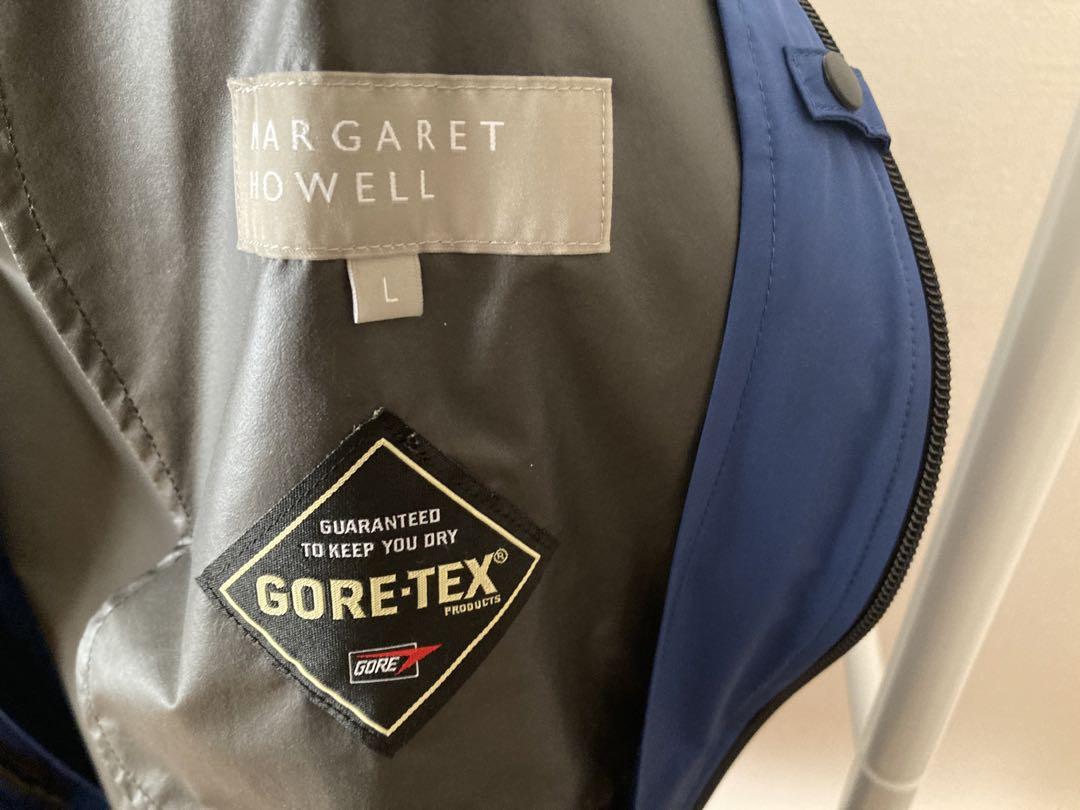 MARGARET
HOWELL
L
GUARANTEED
TO KEEP YOU DRY
GORE-TEX®
PRODUCTS
GORE